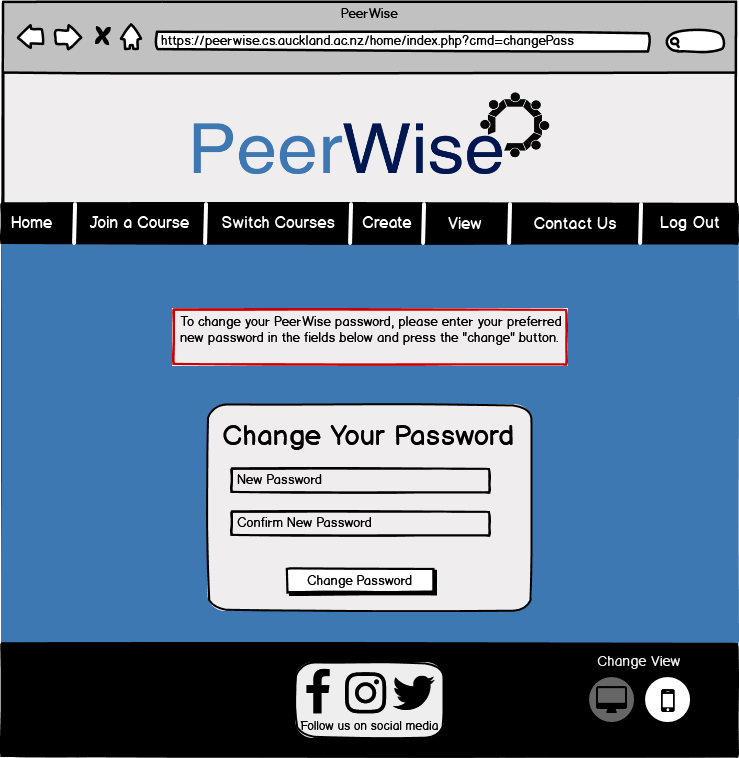 PeerWise
https://peerwise.cs.auckland.ac.nz/home/index.php?cmd=changePass
PeerWise
Home Join a Course Switch Courses Create View Contact Us Log Out
To change your PeerWise password, please enter your preferred
new password in the fields below and press the "change" button.
Change Your Password
New Password
Confirm New Password
Change Password
Change View
Follow us on social media